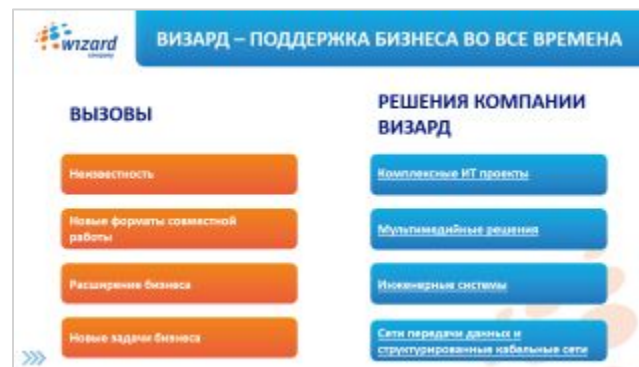 wizard
company
ВИЗАРД – ПОДДЕРЖКА БИЗНЕСА ВО ВСЕ ВРЕМЕНА
ВЫЗОВЫ
Неизвестность
Новые форматы совместной
работы
Расширение бизнеса
Новые задачи бизнеса
РЕШЕНИЯ КОМПАНИИ
ВИЗАРД
Комплексные ИТ проекты
Мультимедийные решения
Инженерные системы
Сети передачи данных и
структурированные кабельные сети